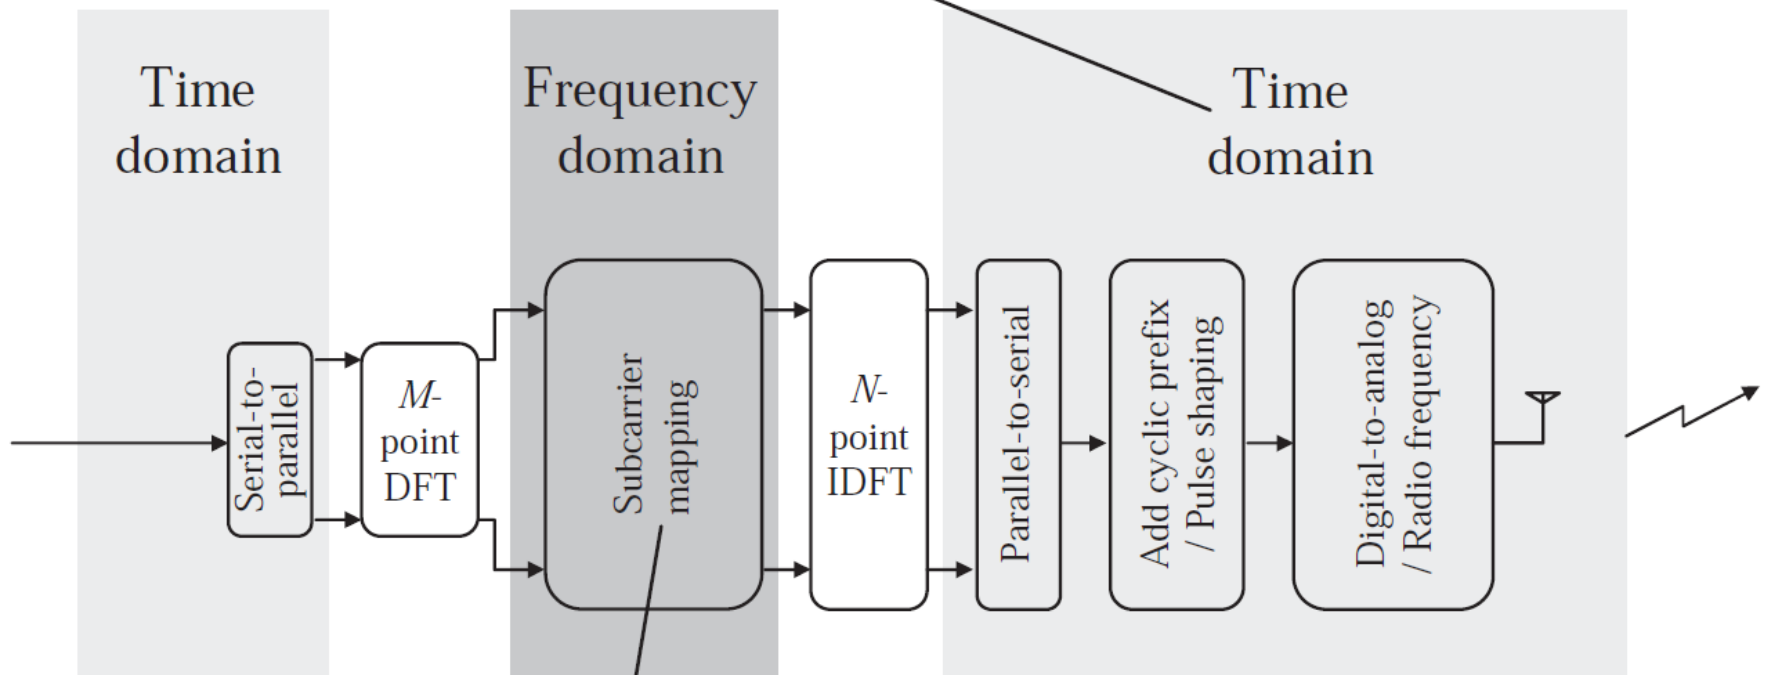 Time
domain
Frequency
domain
Time
domain
Serial-to-
parallel
M-
point
DFT
Subcarrier
mapping
N-
point
IDFT
Parallel-to-serial
Add cyclic prefix
/ Pulse shaping
Digital-to-analog
/ Radio frequency